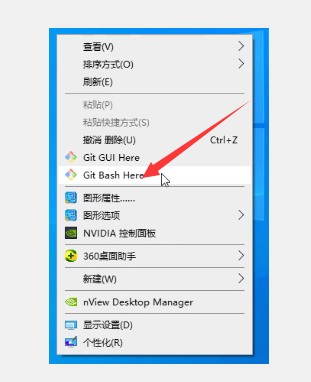 查看(V)
排序方式(O)
刷新(E)
粘贴(P)
粘贴快捷方式(S)
撤消 删除(U) Ctrl+Z
Git GUI Here
Git Bash Here
图形属性......
图形选项
NVIDIA 控制面板
360桌面助手
新建(W)
nView Desktop Manager
显示设置(D)
个性化(R)